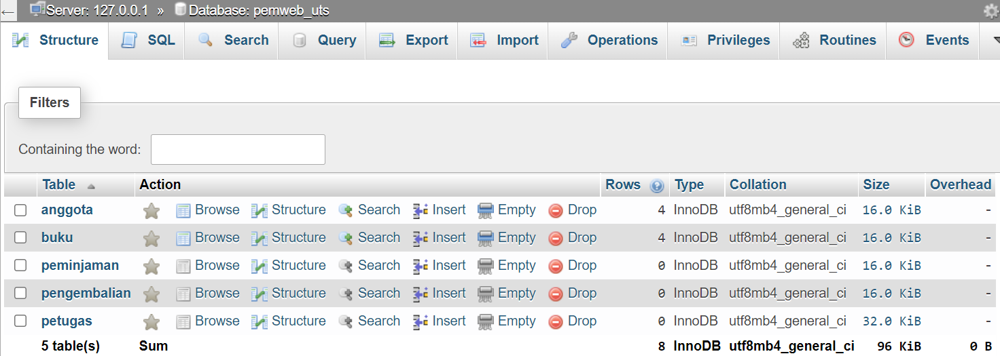 Server: 127.0.0.1 » Database: pemweb_uts
Structure SQL Search Query Export Import Operations Privileges Routines Events
Filters
Containing the word:
Table Action Rows Type Collation Size Overhead
anggota Browse Structure Search Insert Empty Drop 4 InnoDB utf8mb4_general_ci 16.0 KiB -
buku Browse Structure Search Insert Empty Drop 4 InnoDB utf8mb4_general_ci 16.0 KiB -
peminjaman Browse Structure Search Insert Empty Drop 0 InnoDB utf8mb4_general_ci 16.0 KiB -
pengembalian Browse Structure Search Insert Empty Drop 0 InnoDB utf8mb4_general_ci 16.0 KiB -
petugas Browse Structure Search Insert Empty Drop 0 InnoDB utf8mb4_general_ci 32.0 KiB -
5 table(s) Sum 8 InnoDB utf8mb4_general_ci 96 KiB 0 B